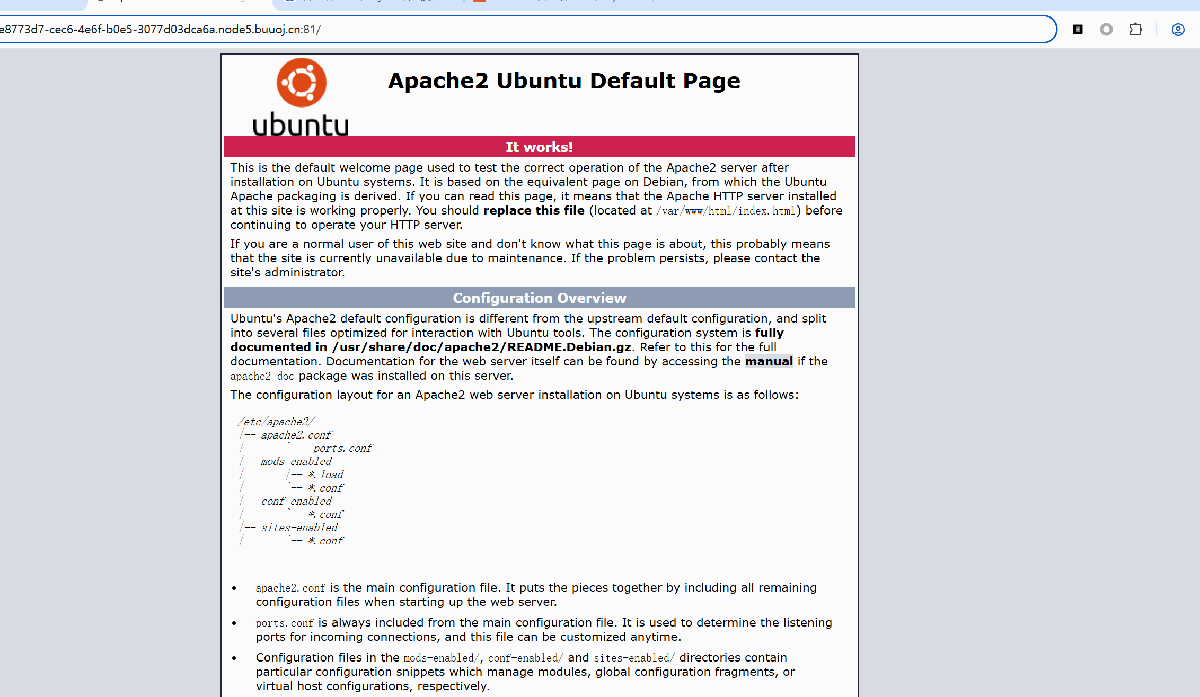 e8773d7-cec6-4e6f-b0e5-3077d03dca6a.node5.buuoj.cn:81/
ubuntu
Apache2 Ubuntu Default Page
It works!
This is the default welcome page used to test the correct operation of the Apache2 server after
installation on Ubuntu systems. It is based on the equivalent page on Debian, from which the Ubuntu
Apache packaging is derived. If you can read this page, it means that the Apache HTTP server installed
at this site is working properly. You should replace this file (located at /var/www/html/index.html) before
continuing to operate your HTTP server.
If you are a normal user of this web site and don't know what this page is about, this probably means
that the site is currently unavailable due to maintenance. If the problem persists, please contact the
site's administrator.
Configuration Overview
Ubuntu's Apache2 default configuration is different from the upstream default configuration, and split
into several files optimized for interaction with Ubuntu tools. The configuration system is fully
documented in /usr/share/doc/apache2/README.Debian.gz. Refer to this for the full
documentation. Documentation for the web server itself can be found by accessing the manual if the
apache2 doc package was installed on this server.
The configuration layout for an Apache2 web server installation on Ubuntu systems is as follows:
/etc/apache2/
|-- apache2.conf
|       `    ports.conf
|   mods enabled
|       |-- *.load
|       `-- *.conf
|   conf enabled
|       `   *.conf
|-- sites-enabled
|       `-- *.conf
• apache2.conf is the main configuration file. It puts the pieces together by including all remaining
configuration files when starting up the web server.
• ports.conf is always included from the main configuration file. It is used to determine the listening
ports for incoming connections, and this file can be customized anytime.
• Configuration files in the mods-enabled/, conf-enabled/ and sites-enabled/ directories contain
particular configuration snippets which manage modules, global configuration fragments, or
virtual host configurations, respectively.